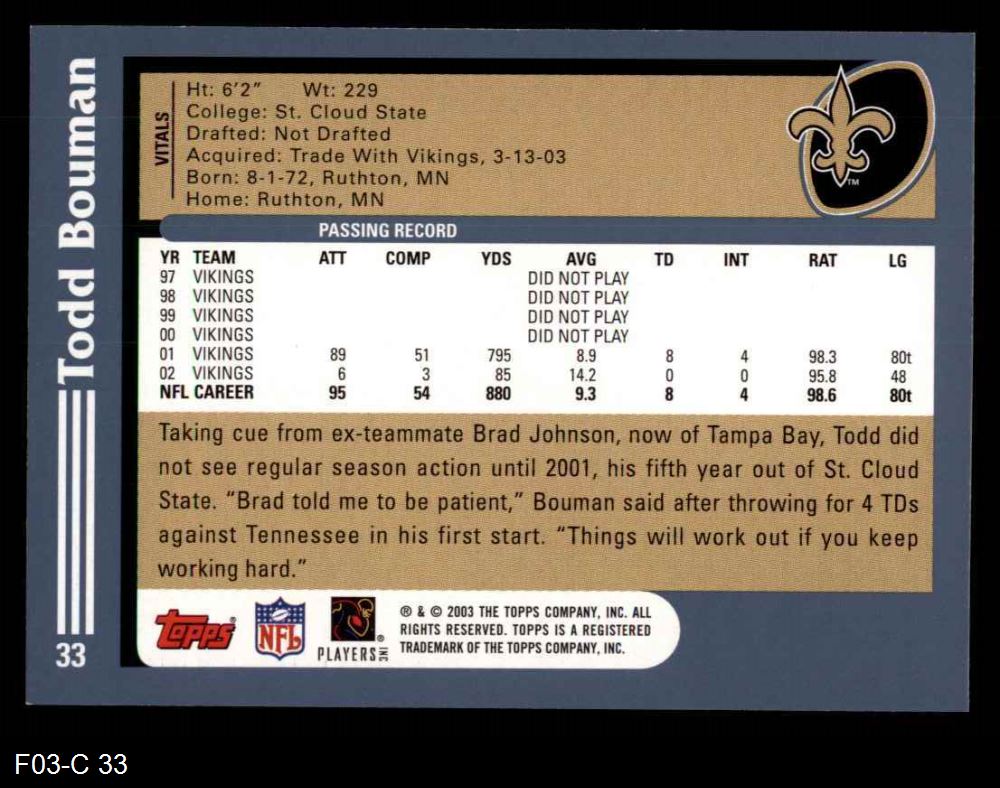 Todd Bouman
33
VITALS
Ht: 6'2" Wt: 229
College: St. Cloud State
Drafted: Not Drafted
Acquired: Trade With Vikings, 3-13-03
Born: 8-1-72, Ruthton, MN
Home: Ruthton, MN
TM
PASSING RECORD
YR TEAM ATT COMP YDS AVG TD INT RAT LG
97 VIKINGS DID NOT PLAY
98 VIKINGS DID NOT PLAY
99 VIKINGS DID NOT PLAY
00 VIKINGS DID NOT PLAY
01 VIKINGS 89 51 795 8.9 8 4 98.3 80t
02 VIKINGS 6 3 85 14.2 0 0 95.8 48
NFL CAREER 95 54 880 9.3 8 4 98.6 80t
Taking cue from ex-teammate Brad Johnson, now of Tampa Bay, Todd did
not see regular season action until 2001, his fifth year out of St. Cloud
State. “Brad told me to be patient,” Bouman said after throwing for 4 TDs
against Tennessee in his first start. “Things will work out if you keep
working hard.”
Topps®
NFL
®
PLAYERS INC
® & © 2003 THE TOPPS COMPANY, INC. ALL
RIGHTS RESERVED. TOPPS IS A REGISTERED
TRADEMARK OF THE TOPPS COMPANY, INC.
F03-C 33